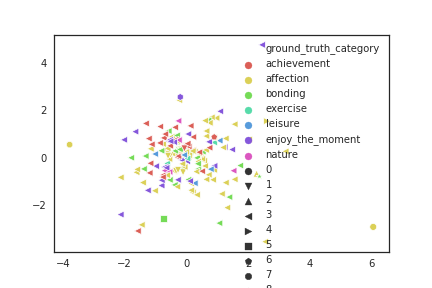 ground_truth_category
achievement
affection
bonding
exercise
leisure
enjoy_the_moment
nature
0
1
2
3
4
5
6
7
8
4
2
0
−2
−4 −2 0 2 4 6